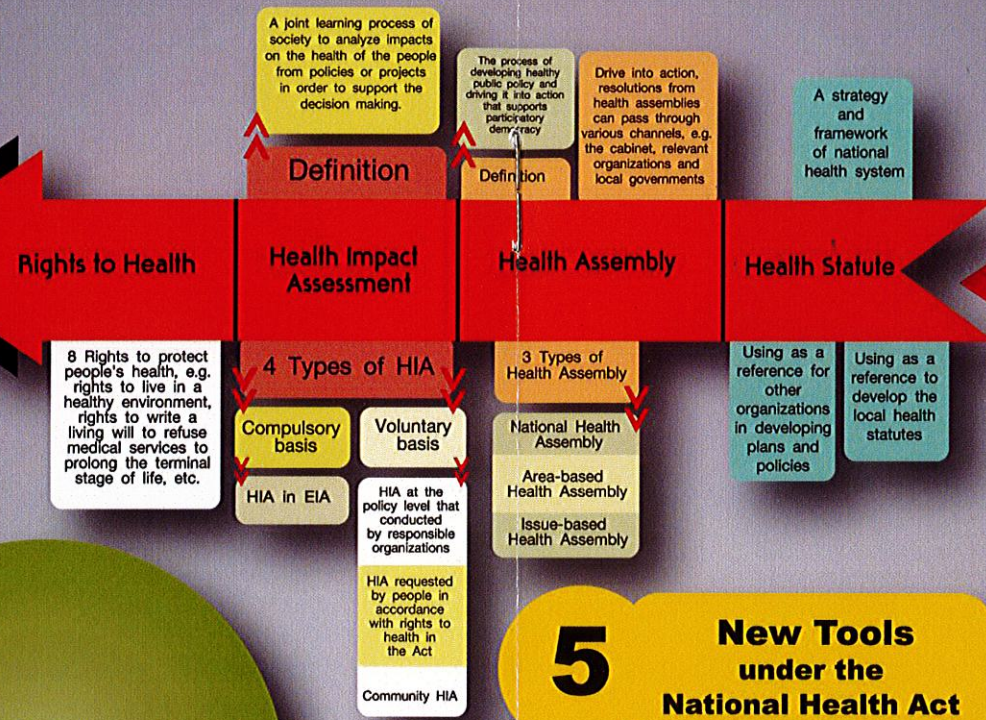 A joint learning process of
society to analyze impacts
on the health of the people
from policies or projects
in order to support the
decision making.
Definition
The process of
developing healthy
public policy and
driving it into action
that supports
participatory
democracy
Definition
Drive into action,
resolutions from
health assemblies
can pass through
various channels, e.g.
the cabinet, relevant
organizations and
local governments
A strategy
and
framework
of national
health system
Rights to Health
Health Impact
Assessment
Health Assembly
Health Statute
8 Rights to protect
people's health, e.g.
rights to live in a
healthy environment,
rights to write a
living will to refuse
medical services to
prolong the terminal
stage of life, etc.
4 Types of HIA
Compulsory
basis
HIA in EIA
Voluntary
basis
HIA at the
policy level that
conducted
by responsible
organizations
HIA requested
by people in
accordance
with rights to
health in
the Act
Community HIA
3 Types of
Health Assembly
National Health
Assembly
Area-based
Health Assembly
Issue-based
Health Assembly
Using as a
reference for
other
organizations
in developing
plans and
policies
Using as a
reference to
develop the
local health
statutes
5
New Tools
under the
National Health Act